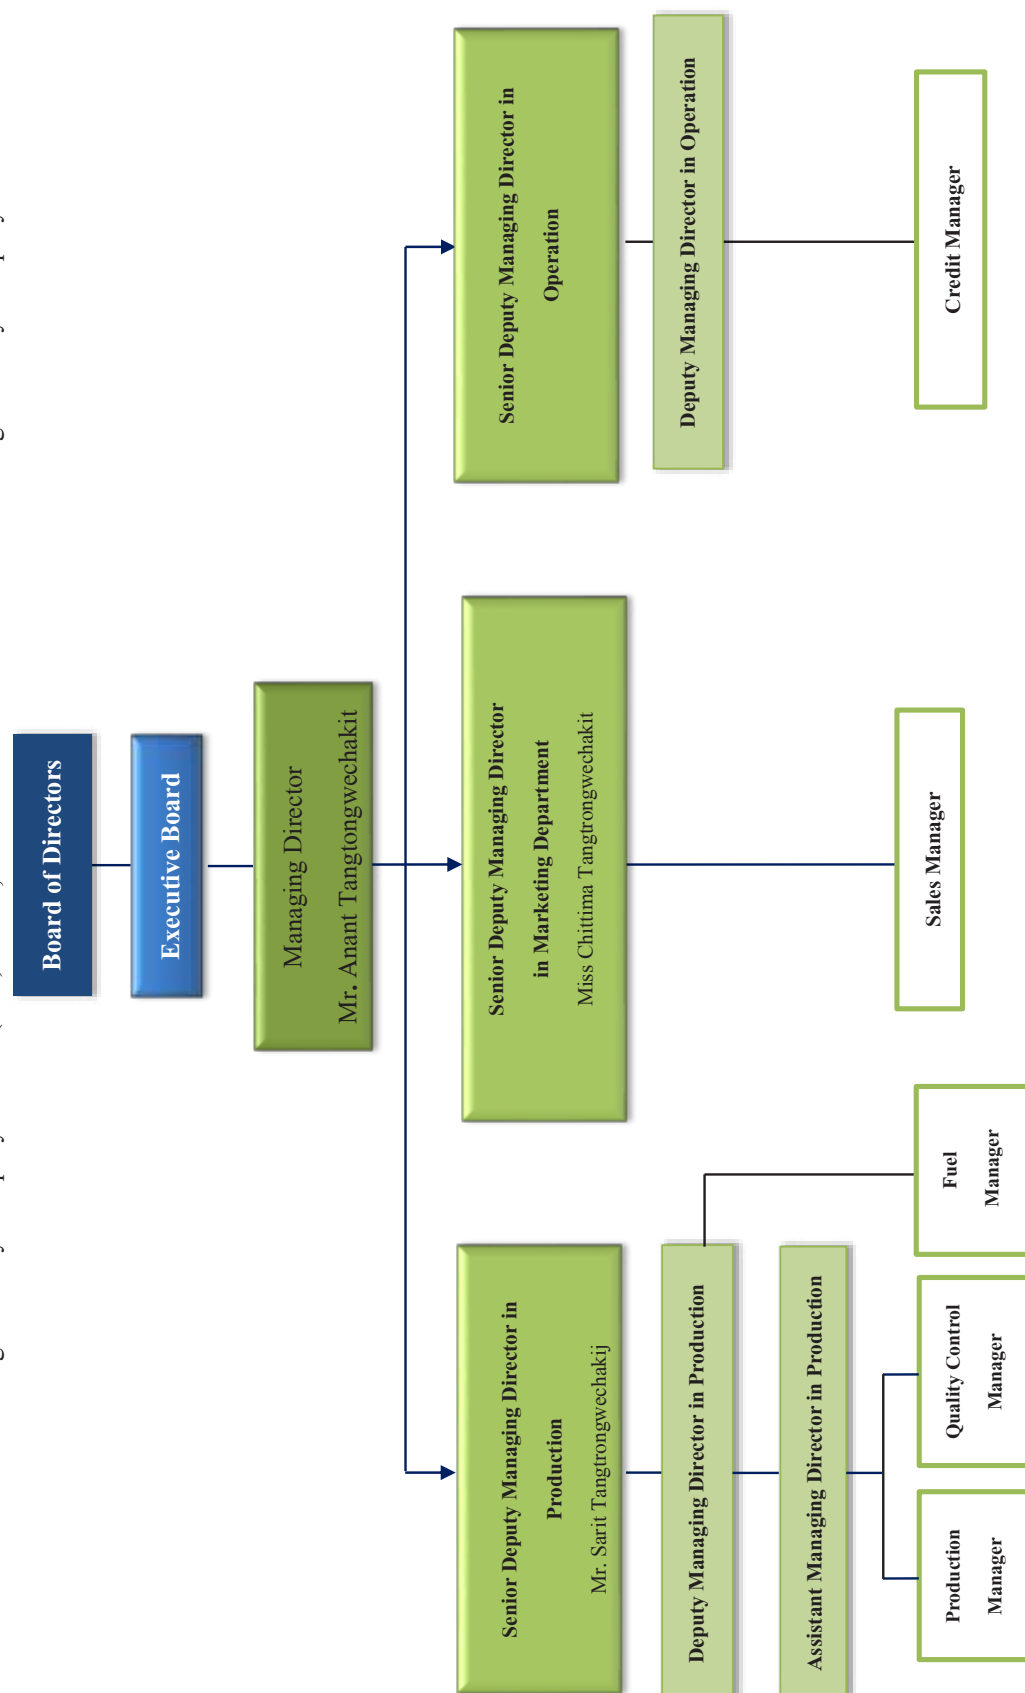 Board of Directors
Executive Board
Managing Director
Mr. Anant Tangtongwechakit
Senior Deputy Managing Director in
Production
Mr. Sarit Tangtrongwechakij
Senior Deputy Managing Director
in Marketing Department
Miss Chittima Tangtrongwechakit
Senior Deputy Managing Director in
Operation
Deputy Managing Director in Production
Deputy Managing Director in Operation
Assistant Managing Director in Production
Production
Manager
Quality Control
Manager
Fuel
Manager
Sales Manager
Credit Manager